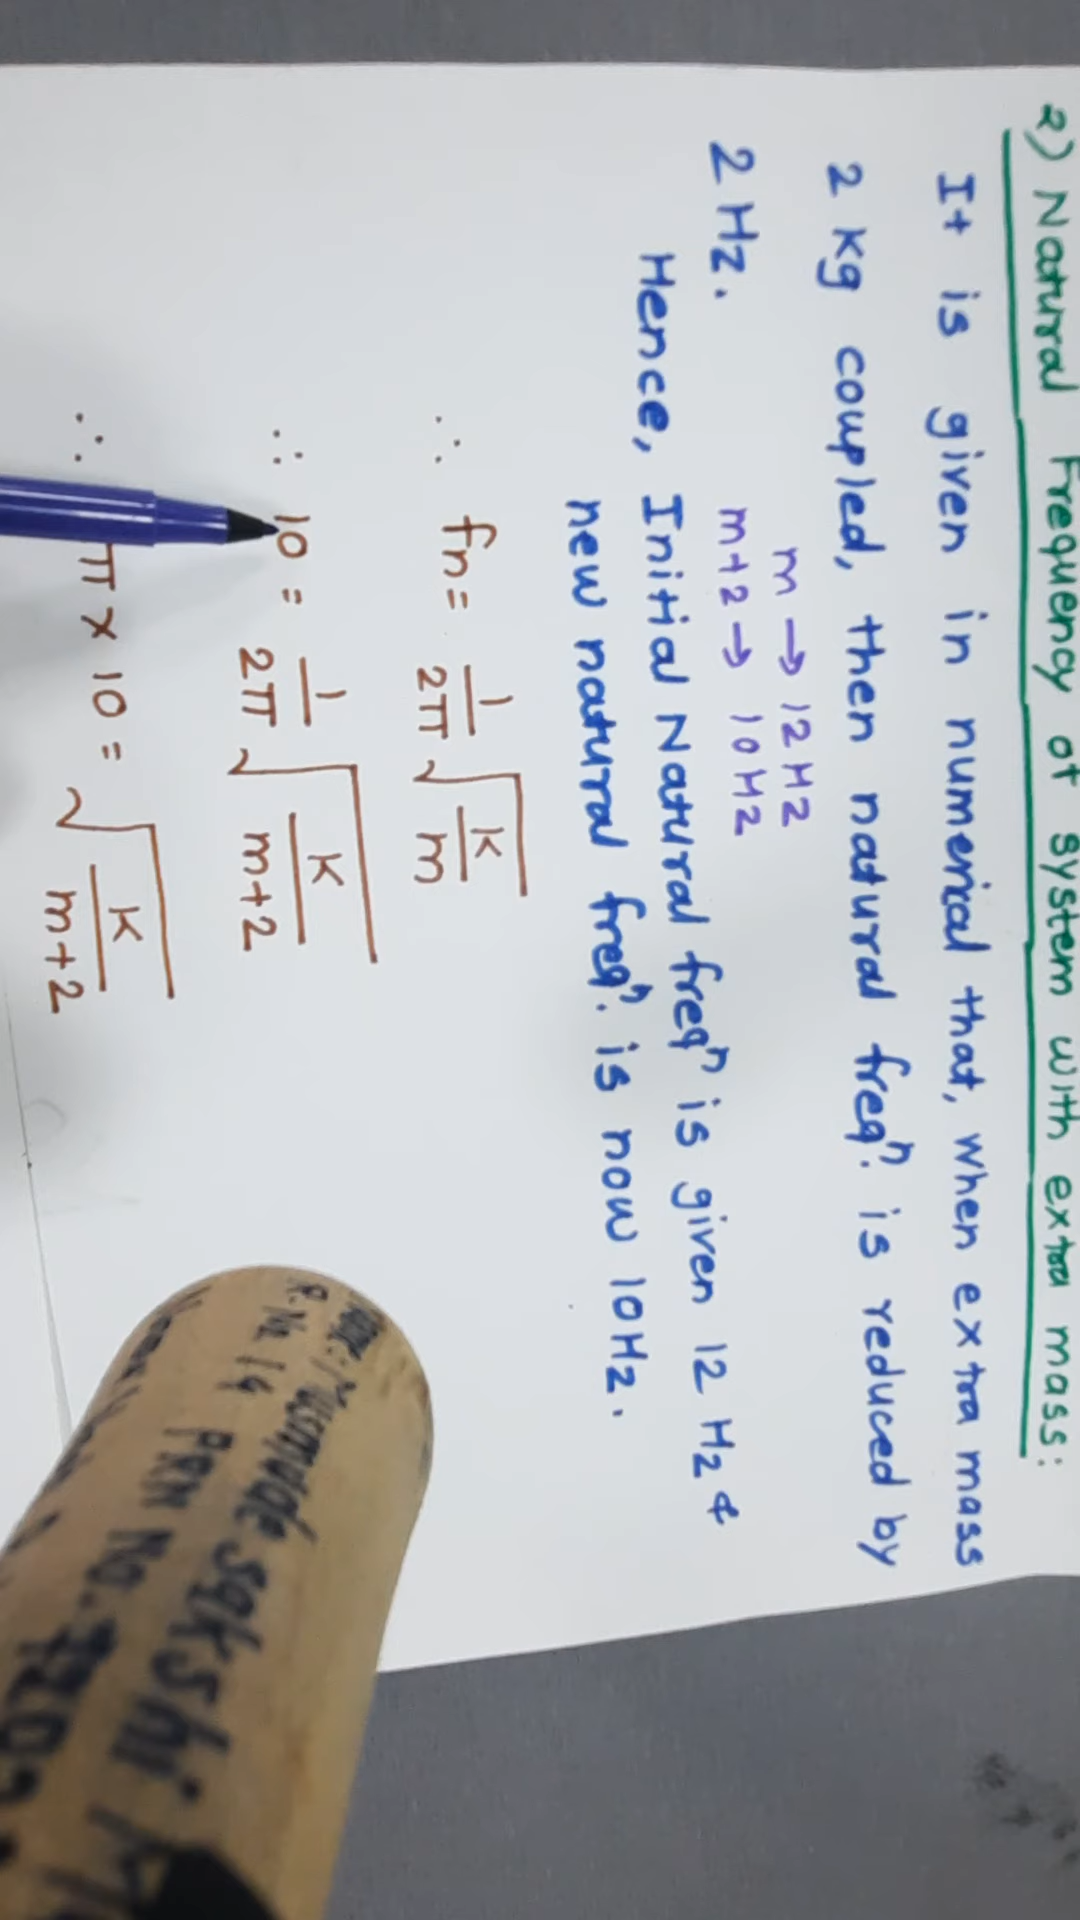 2) Natural Frequency of system with extra mass:
It is given in numerical that, when extra mass
2 kg coupled, then natural freqⁿ. is reduced by
2 Hz.
m → 12 Hz
m+2 → 10 Hz
Hence, Initial Natural freqⁿ is given 12 Hz &
new natural freqⁿ. is now 10 Hz.
∴ fn = 1/2π √(K/m)
∴ 10 = 1/2π √(K/m+2)
∴ π × 10 = √(K/m+2)
PRN No.